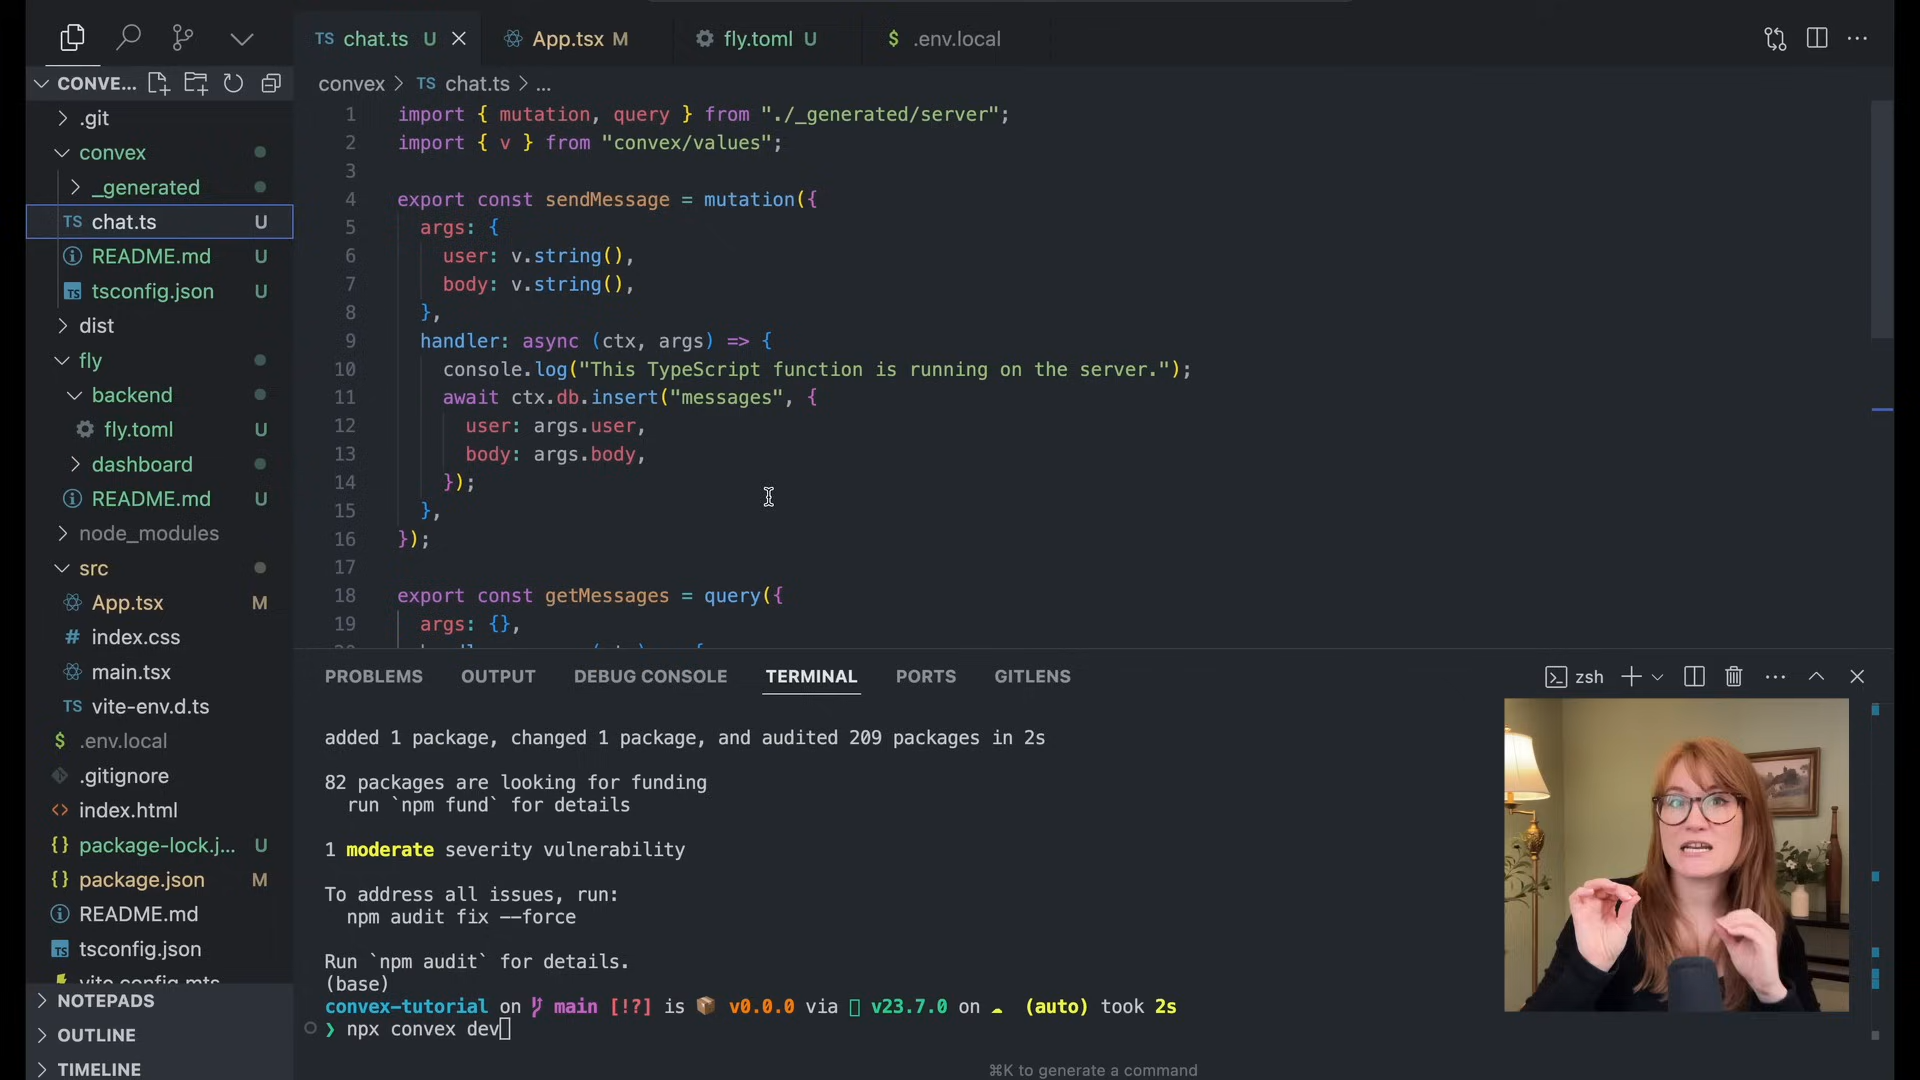 TS chat.ts U
App.tsx M
fly.toml U
$ .env.local
CONVE...
convex > TS chat.ts > ...
.git
convex
_generated
TS chat.ts U
README.md U
TS tsconfig.json U
dist
fly
backend
fly.toml U
dashboard
README.md U
node_modules
src
App.tsx M
# index.css
main.tsx
TS vite-env.d.ts
$ .env.local
.gitignore
<> index.html
{} package-lock.j... U
{} package.json M
README.md
TS tsconfig.json
vite.config.mts
NOTEPADS
OUTLINE
TIMELINE
1 import { mutation, query } from "./_generated/server";
2 import { v } from "convex/values";
3
4 export const sendMessage = mutation({
5 args: {
6 user: v.string(),
7 body: v.string(),
8 },
9 handler: async (ctx, args) => {
10 console.log("This TypeScript function is running on the server.");
11 await ctx.db.insert("messages", {
12 user: args.user,
13 body: args.body,
14 });
15 },
16 });
17
18 export const getMessages = query({
19 args: {},
PROBLEMS OUTPUT DEBUG CONSOLE TERMINAL PORTS GITLENS
zsh
added 1 package, changed 1 package, and audited 209 packages in 2s
82 packages are looking for funding
run `npm fund` for details
1 moderate severity vulnerability
To address all issues, run:
npm audit fix --force
Run `npm audit` for details.
(base)
convex-tutorial on main [!?] is v0.0.0 via v23.7.0 on (auto) took 2s
❯ npx convex dev
⌘K to generate a command